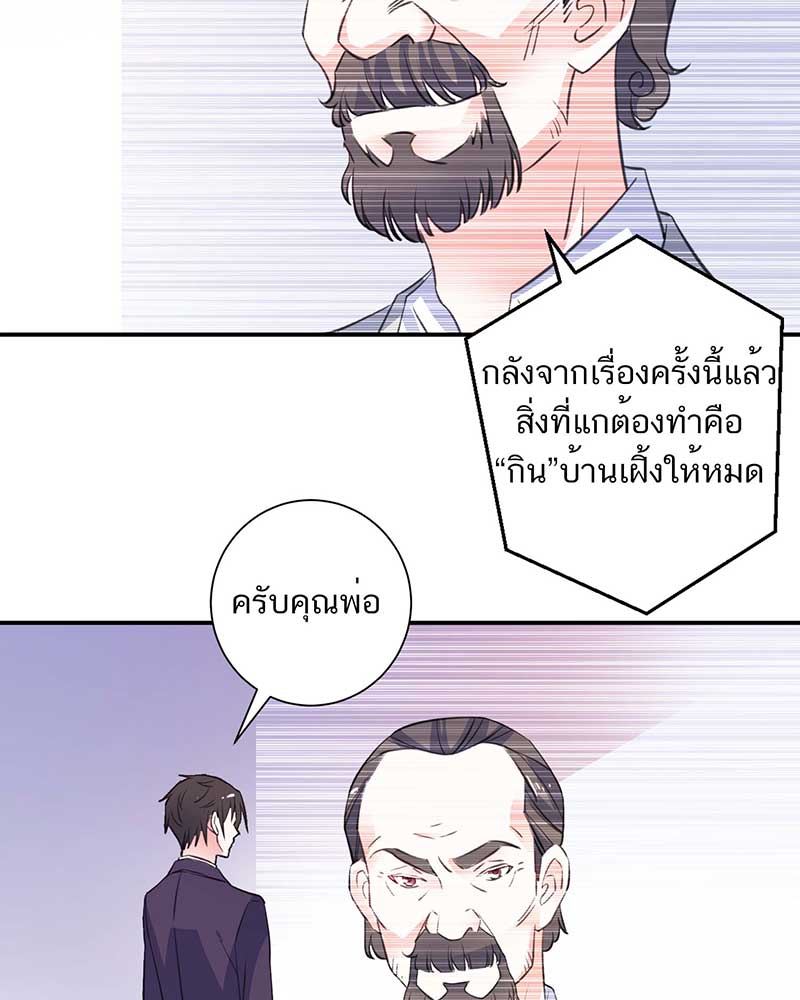 กลังจากเรื่องครั้งนี้แล้ว
สิ่งที่แกต้องทำคือ
“กิน”บ้านเฝิ้งให้หมด
ครับคุณพ่อ